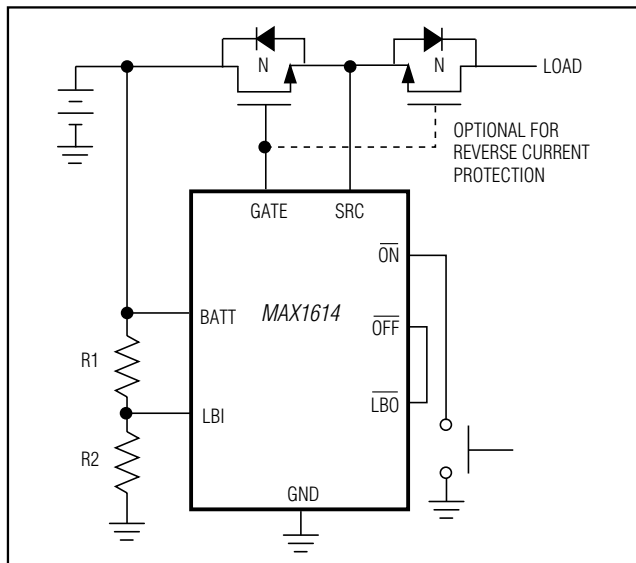 N
N
LOAD
OPTIONAL FOR
REVERSE CURRENT
PROTECTION
GATE
SRC
ON
BATT
MAX1614
OFF
R1
LBO
LBI
R2
GND